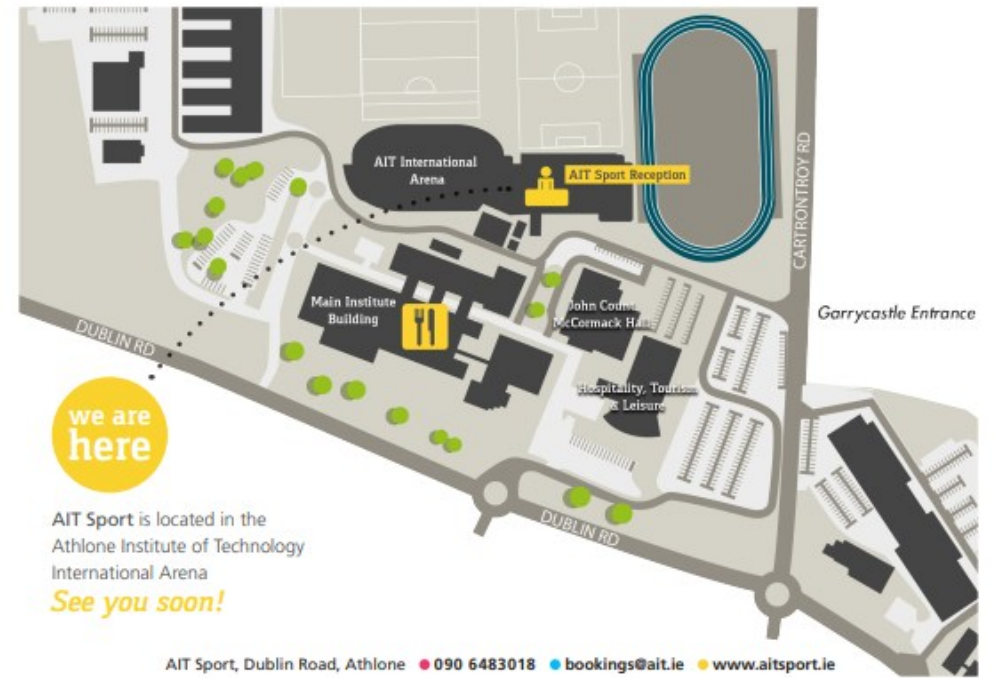 AIT International
Arena
AIT Sport Reception
CARTRONTROY RD
Garrycastle Entrance
Main Institute
Building
John Count
McCormack Hall
Hospitality, Tourism
& Leisure
DUBLIN RD
DUBLIN RD
we are
here
AIT Sport is located in the
Athlone Institute of Technology
International Arena
See you soon!
AIT Sport, Dublin Road, Athlone • 090 6483018 • bookings@ait.ie • www.aitsport.ie